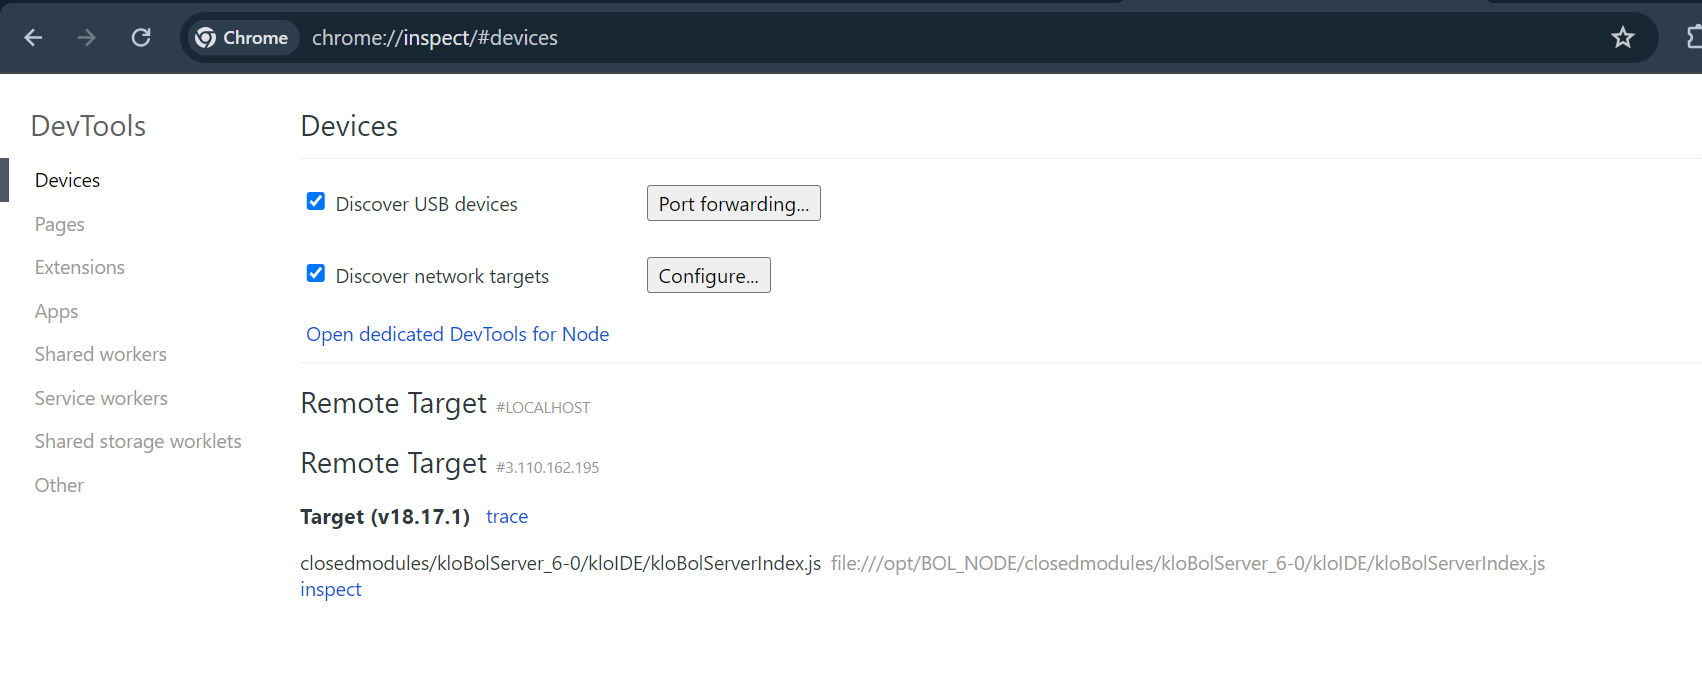 Chrome chrome://inspect/#devices
DevTools
Devices
Pages
Extensions
Apps
Shared workers
Service workers
Shared storage worklets
Other
Devices
Discover USB devices Port forwarding...
Discover network targets Configure...
Open dedicated DevTools for Node
Remote Target #LOCALHOST
Remote Target #3.110.162.195
Target (v18.17.1) trace
closedmodules/kloBolServer_6-0/kloIDE/kloBolServerIndex.js file:///opt/BOL_NODE/closedmodules/kloBolServer_6-0/kloIDE/kloBolServerIndex.js
inspect